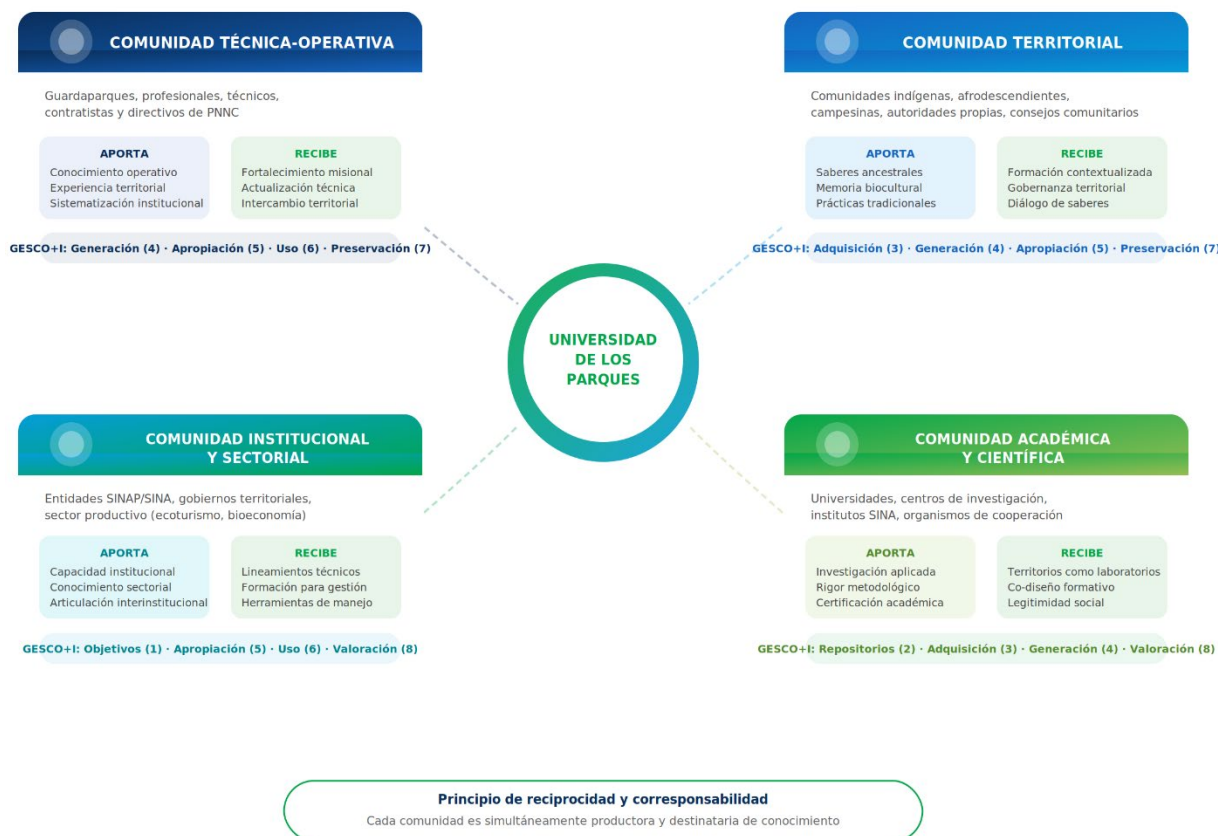 COMUNIDAD TÉCNICA-OPERATIVA
Guardaparques, profesionales, técnicos,
contratistas y directivos de PNNC
APORTA
Conocimiento operativo
Experiencia territorial
Sistematización institucional
RECIBE
Fortalecimiento misional
Actualización técnica
Intercambio territorial
GESCO+I: Generación (4) · Apropiación (5) · Uso (6) · Preservación (7)
COMUNIDAD TERRITORIAL
Comunidades indígenas, afrodescendientes,
campesinas, autoridades propias, consejos comunitarios
APORTA
Saberes ancestrales
Memoria biocultural
Prácticas tradicionales
RECIBE
Formación contextualizada
Gobernanza territorial
Diálogo de saberes
GESCO+I: Adquisición (3) · Generación (4) · Apropiación (5) · Preservación (7)
UNIVERSIDAD
DE LOS
PARQUES
COMUNIDAD INSTITUCIONAL
Y SECTORIAL
Entidades SINAP/SINA, gobiernos territoriales,
sector productivo (ecoturismo, bioeconomía)
APORTA
Capacidad institucional
Conocimiento sectorial
Articulación interinstitucional
RECIBE
Lineamientos técnicos
Formación para gestión
Herramientas de manejo
GESCO+I: Objetivos (1) · Apropiación (5) · Uso (6) · Valoración (8)
COMUNIDAD ACADÉMICA
Y CIENTÍFICA
Universidades, centros de investigación,
institutos SINA, organismos de cooperación
APORTA
Investigación aplicada
Rigor metodológico
Certificación académica
RECIBE
Territorios como laboratorios
Co-diseño formativo
Legitimidad social
GESCO+I: Repositorios (2) · Adquisición (3) · Generación (4) · Valoración (8)
Principio de reciprocidad y corresponsabilidad
Cada comunidad es simultáneamente productora y destinataria de conocimiento